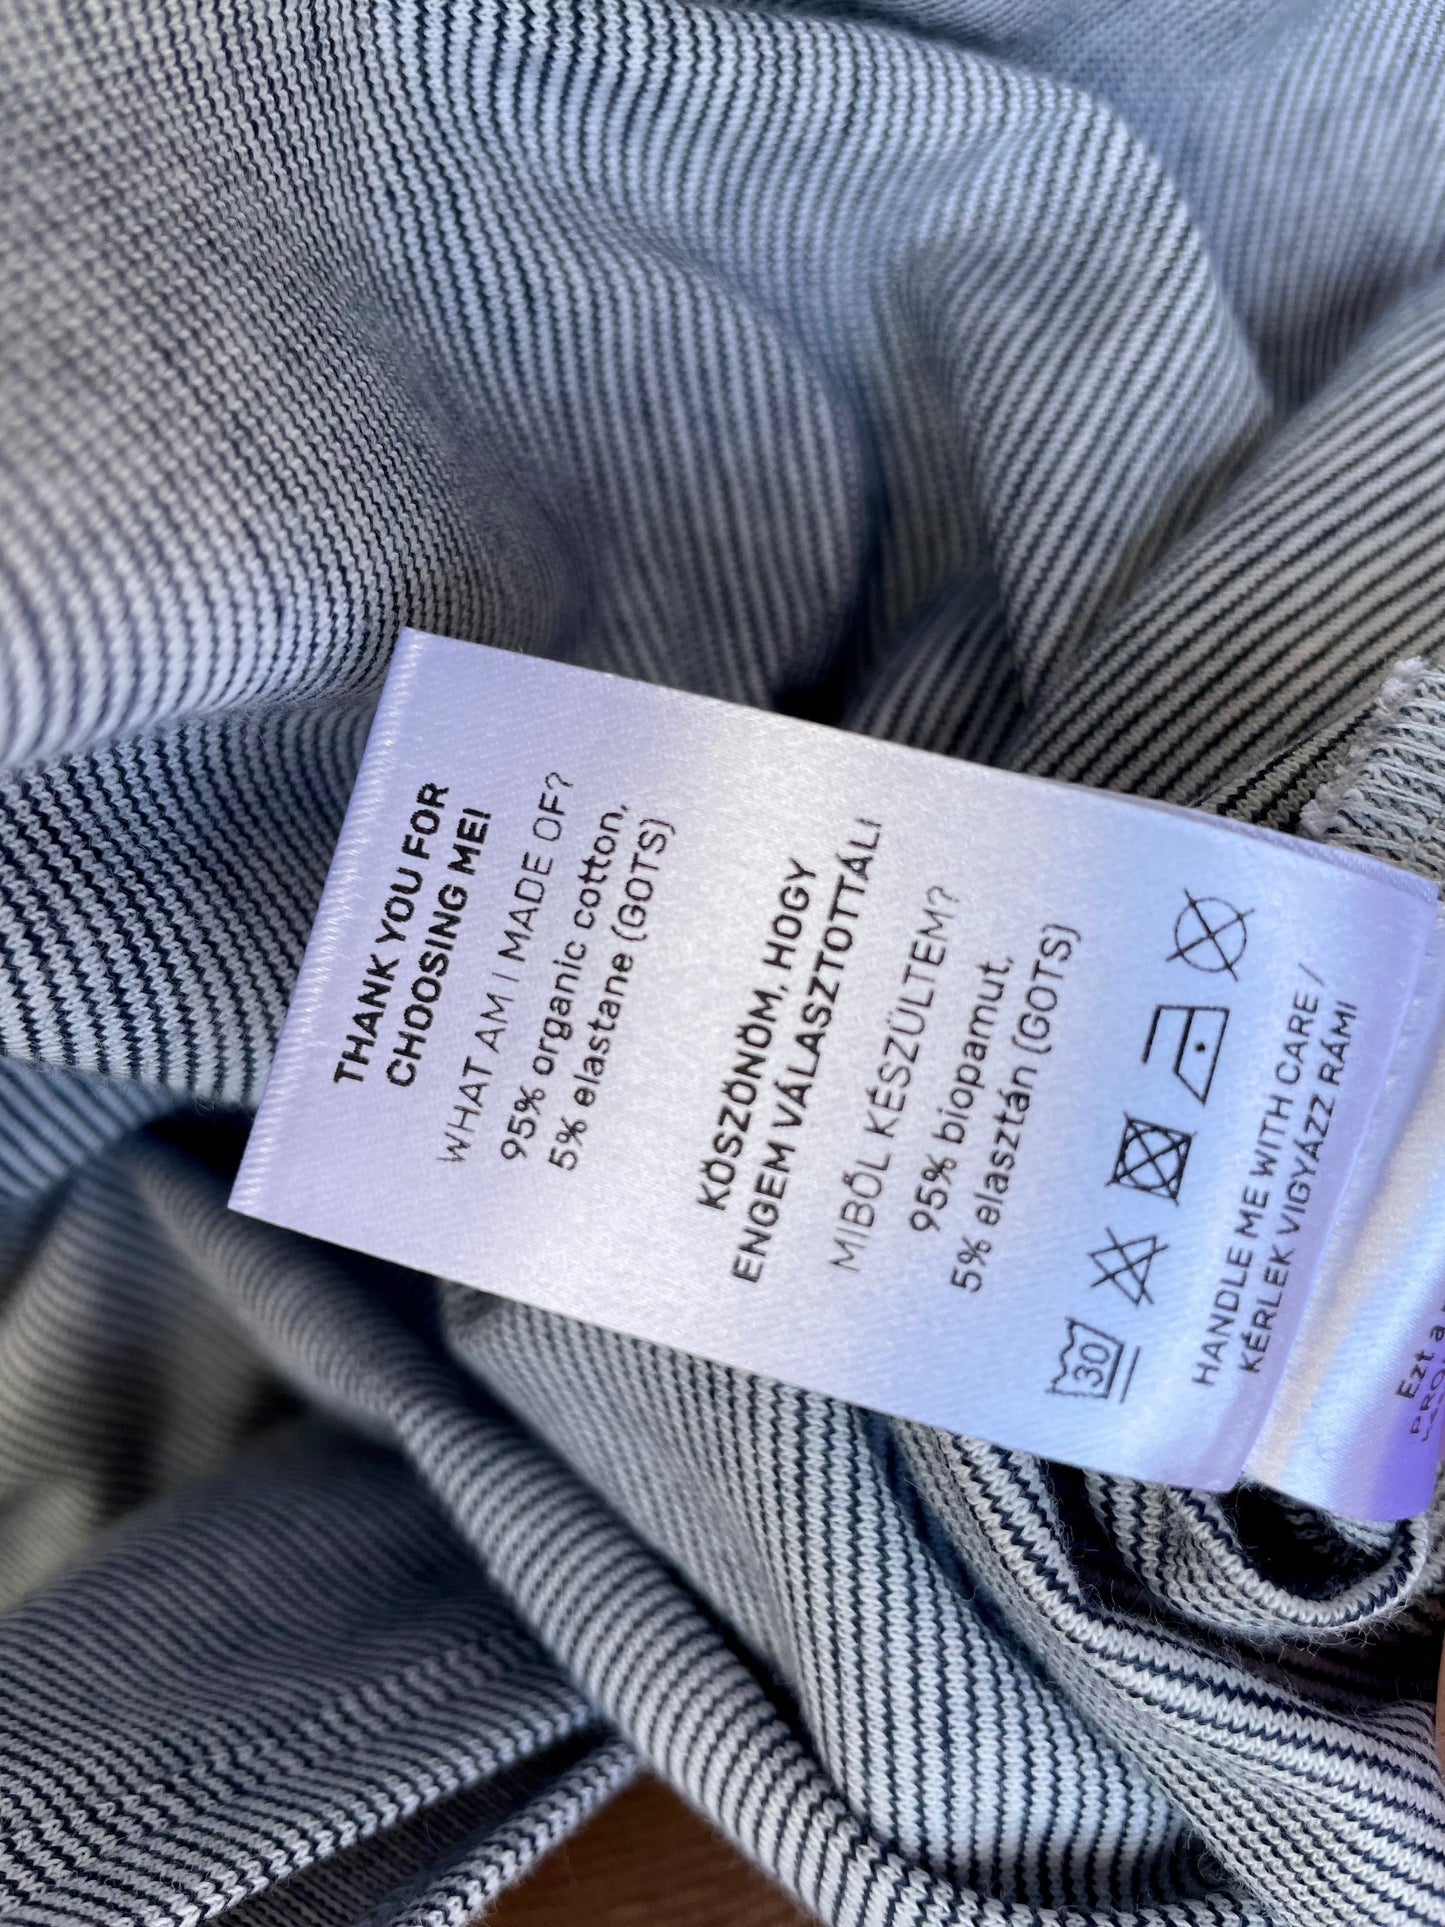 THANK YOU FOR
CHOOSING ME!
WHAT AM I MADE OF?
95% organic cotton,
5% elastane (GOTS)
KÖSZÖNÖM, HOGY
ENGEM VÁLASZTOTTÁL!
MIBŐL KÉSZÜLTEM?
95% biopamut,
5% elasztán (GOTS)
30
HANDLE ME WITH CARE /
KÉRLEK VIGYÁZZ RÁM!
Ezt a